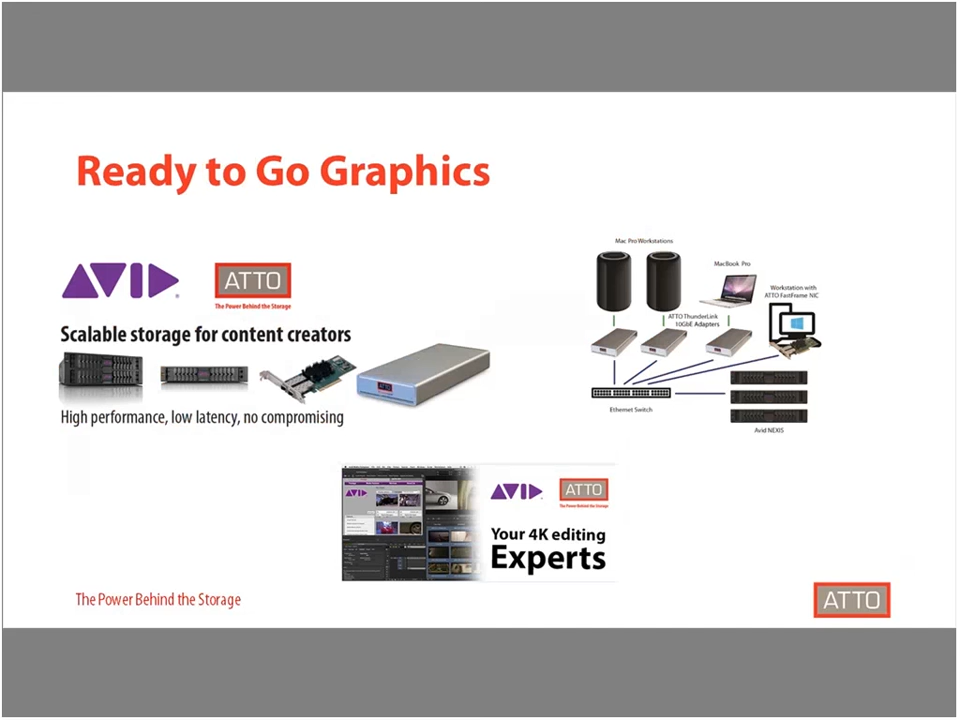 Ready to Go Graphics
AVID
ATTO
The Power Behind the Storage
Scalable storage for content creators
ATTO
High performance, low latency, no compromising
Mac Pro Workstations
MacBook Pro
Workstation with
ATTO FastFrame NIC
ATTO ThunderLink
10GbE Adapters
Ethernet Switch
Avid NEXIS
AVID
AVID
ATTO
The Power Behind the Storage
Your 4K editing
Experts
The Power Behind the Storage
ATTO